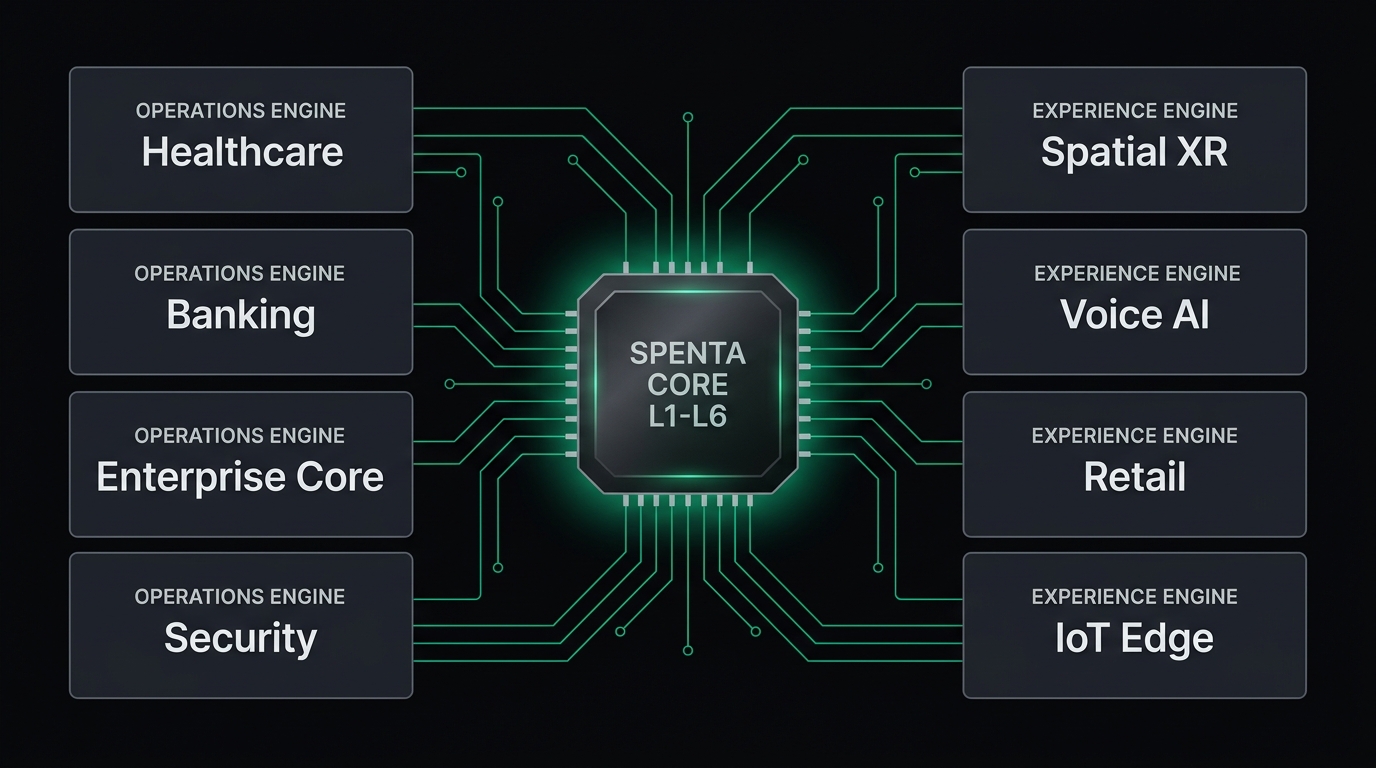 OPERATIONS ENGINE
Healthcare
OPERATIONS ENGINE
Banking
OPERATIONS ENGINE
Enterprise Core
OPERATIONS ENGINE
Security
SPENTA
CORE
L1-L6
EXPERIENCE ENGINE
Spatial XR
EXPERIENCE ENGINE
Voice AI
EXPERIENCE ENGINE
Retail
EXPERIENCE ENGINE
IoT Edge